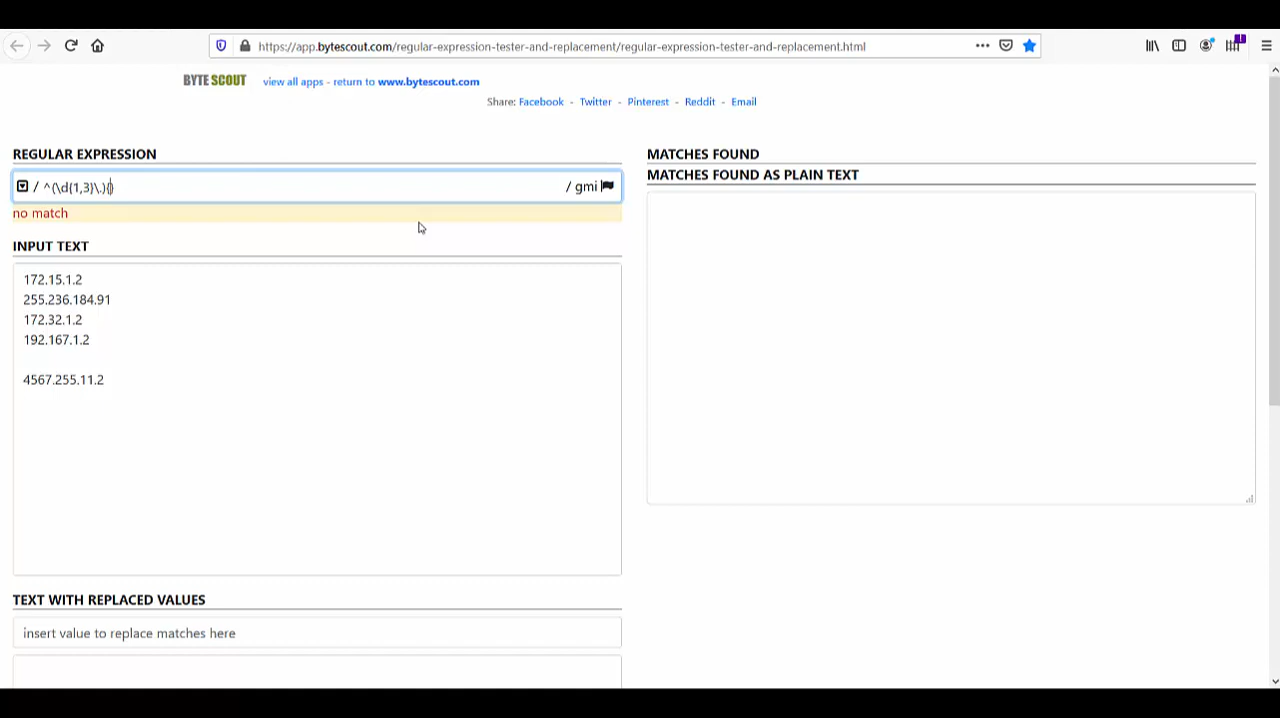 https://app.bytescout.com/regular-expression-tester-and-replacement/regular-expression-tester-and-replacement.html
BYTE SCOUT view all apps - return to www.bytescout.com
Share: Facebook - Twitter - Pinterest - Reddit - Email
REGULAR EXPRESSION
/ ^(\d{1,3}\.){} / gmi
no match
INPUT TEXT
172.15.1.2
255.236.184.91
172.32.1.2
192.167.1.2
4567.255.11.2
TEXT WITH REPLACED VALUES
insert value to replace matches here
MATCHES FOUND
MATCHES FOUND AS PLAIN TEXT